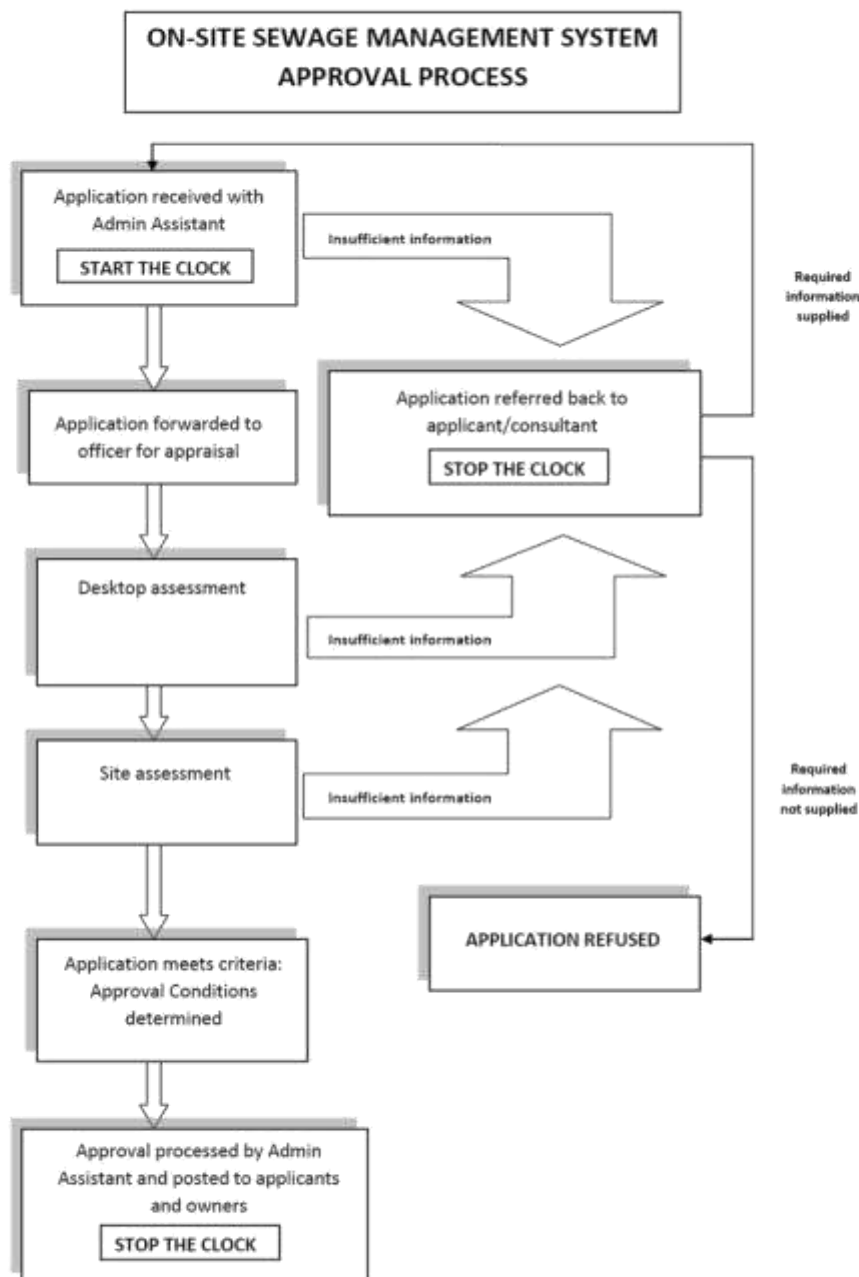 ON-SITE SEWAGE MANAGEMENT SYSTEM
APPROVAL PROCESS
Application received with
Admin Assistant
START THE CLOCK
Insufficient information
Required
information
supplied
Application referred back to
applicant/consultant
STOP THE CLOCK
Application forwarded to
officer for appraisal
Desktop assessment
Insufficient information
Site assessment
Insufficient information
Required
information
not supplied
APPLICATION REFUSED
Application meets criteria:
Approval Conditions
determined
Approval processed by Admin
Assistant and posted to applicants
and owners
STOP THE CLOCK